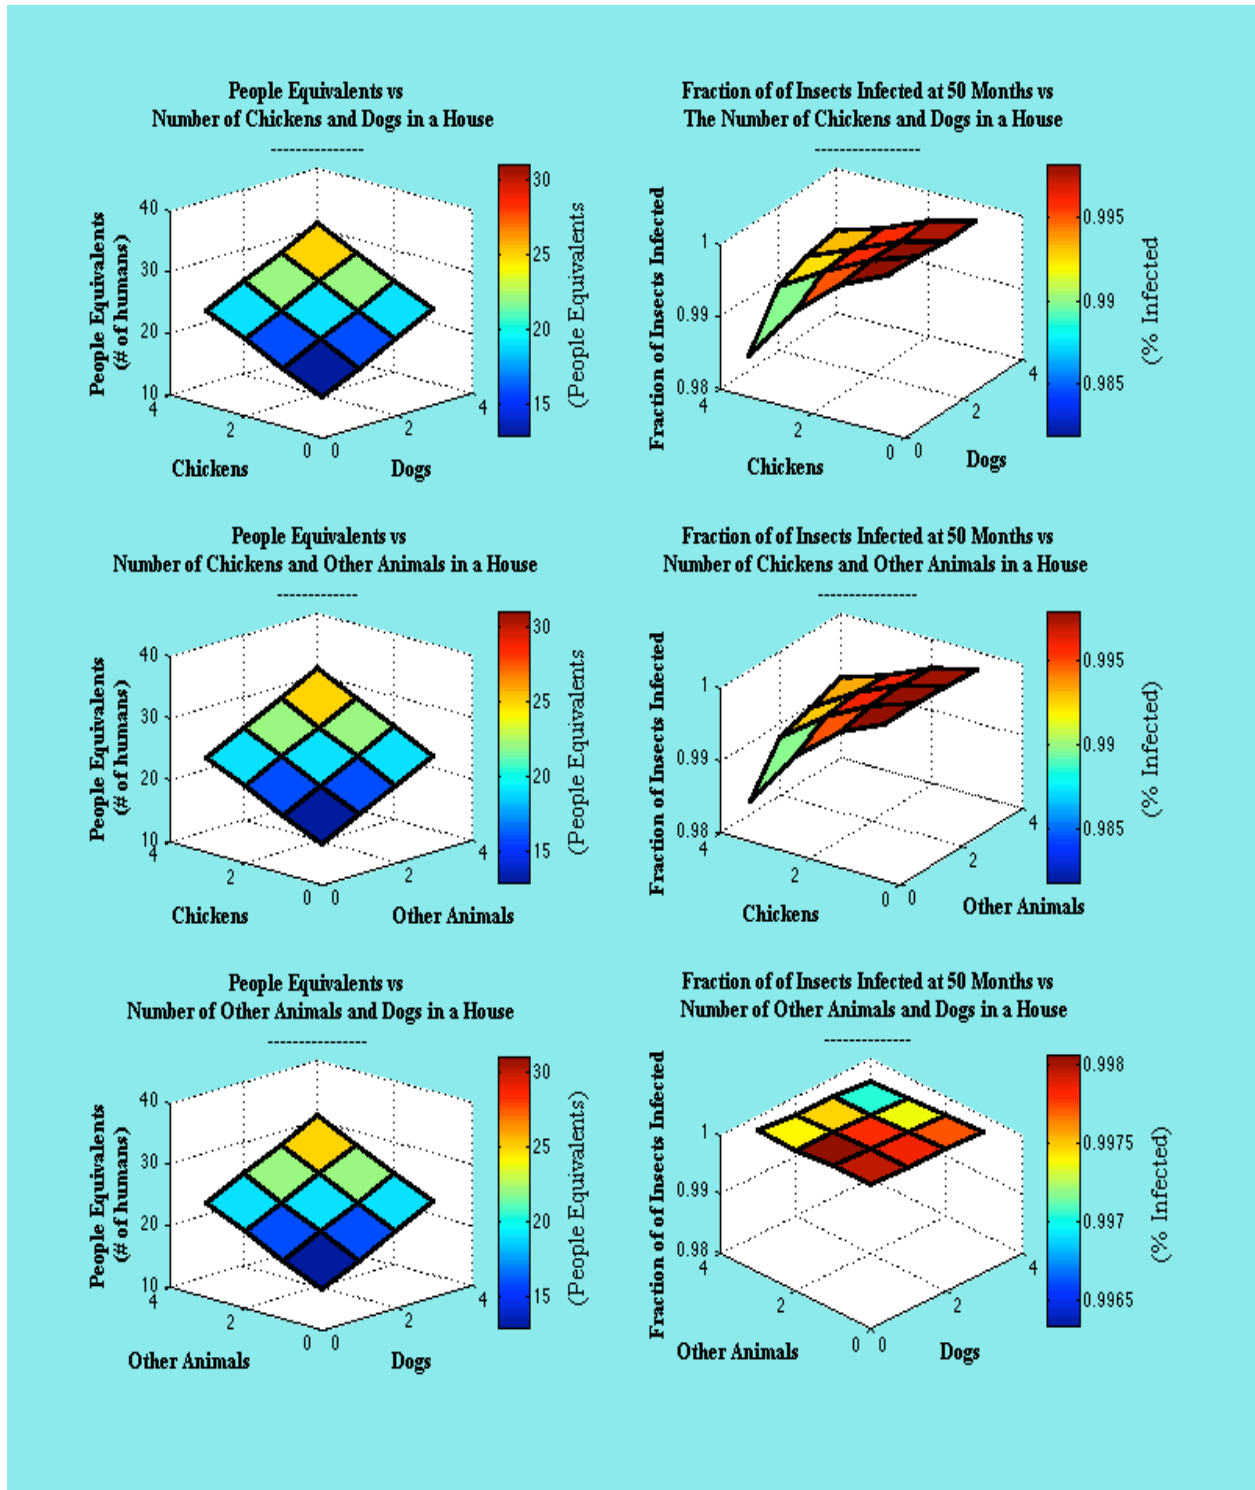 People Equivalents vs
Number of Chickens and Dogs in a House
---------------
40
30
20
10
People Equivalents
(# of humans)
4
2
0
0
2
4
Chickens
Dogs
30
25
20
15
(People Equivalents
Fraction of of Insects Infected at 50 Months vs
The Number of Chickens and Dogs in a House
-----------------
1
0.99
0.98
Fraction of Insects Infected
4
2
0
0
2
4
Chickens
Dogs
0.995
0.99
0.985
(% Infected)
People Equivalents vs
Number of Chickens and Other Animals in a House
-------------
40
30
20
10
People Equivalents
(# of humans)
4
2
0
0
2
4
Chickens
Other Animals
30
25
20
15
(People Equivalents
Fraction of of Insects Infected at 50 Months vs
Number of Chickens and Other Animals in a House
----------------
1
0.99
0.98
Fraction of Insects Infected
4
2
0
0
2
4
Chickens
Other Animals
0.995
0.99
0.985
(% Infected)
People Equivalents vs
Number of Other Animals and Dogs in a House
----------------
40
30
20
10
People Equivalents
(# of humans)
4
2
0
0
2
4
Other Animals
Dogs
30
25
20
15
(People Equivalents)
Fraction of of Insects Infected at 50 Months vs
Number of Other Animals and Dogs in a House
--------------
1
0.99
0.98
Fraction of of Insects Infected
4
2
0
0
2
4
Other Animals
Dogs
0.998
0.9975
0.997
0.9965
(% Infected)